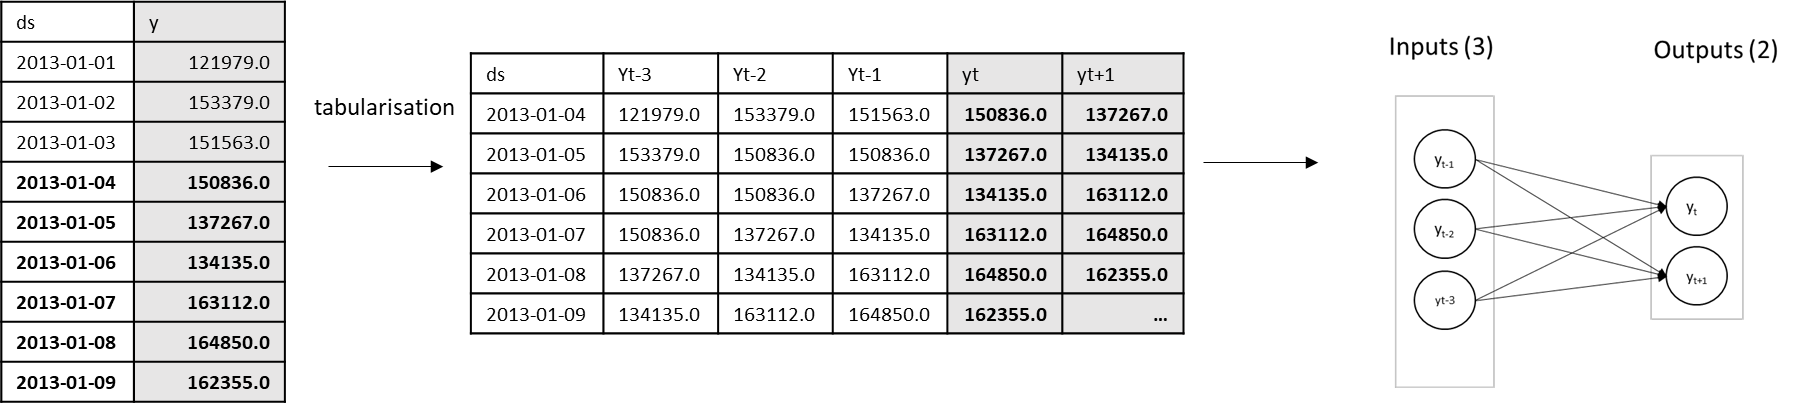 ds y
2013-01-01 121979.0
2013-01-02 153379.0
2013-01-03 151563.0
2013-01-04 150836.0
2013-01-05 137267.0
2013-01-06 134135.0
2013-01-07 163112.0
2013-01-08 164850.0
2013-01-09 162355.0
tabularisation
ds Yt-3 Yt-2 Yt-1 yt yt+1
2013-01-04 121979.0 153379.0 151563.0 150836.0 137267.0
2013-01-05 153379.0 150836.0 150836.0 137267.0 134135.0
2013-01-06 150836.0 150836.0 137267.0 134135.0 163112.0
2013-01-07 150836.0 137267.0 134135.0 163112.0 164850.0
2013-01-08 137267.0 134135.0 163112.0 164850.0 162355.0
2013-01-09 134135.0 163112.0 164850.0 162355.0 ...
Inputs (3)
yt-1
yt-2
yt-3
Outputs (2)
yt
yt+1